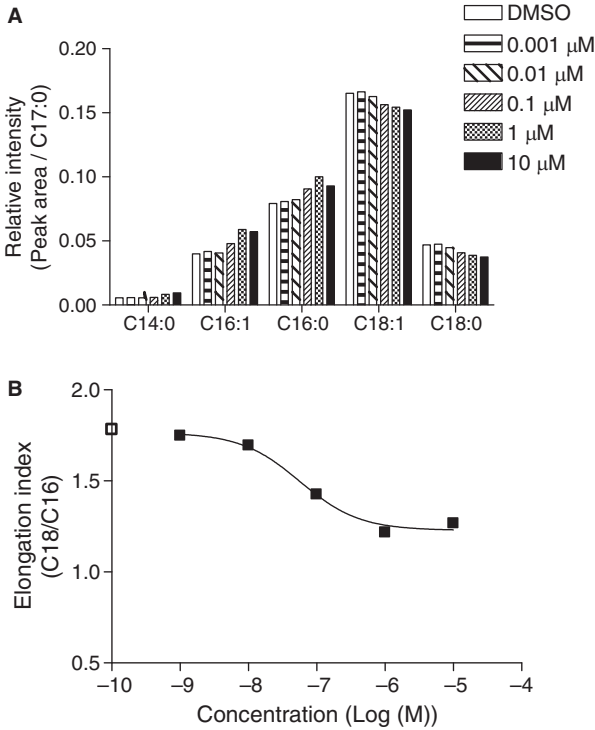 A
DMSO
0.001 μM
0.01 μM
0.1 μM
1 μM
10 μM
Relative intensity
(Peak area / C17:0)
0.20
0.15
0.10
0.05
0.00
C14:0 C16:1 C16:0 C18:1 C18:0
B
Elongation index
(C18/C16)
2.0
1.5
1.0
0.5
–10 –9 –8 –7 –6 –5 –4
Concentration (Log (M))